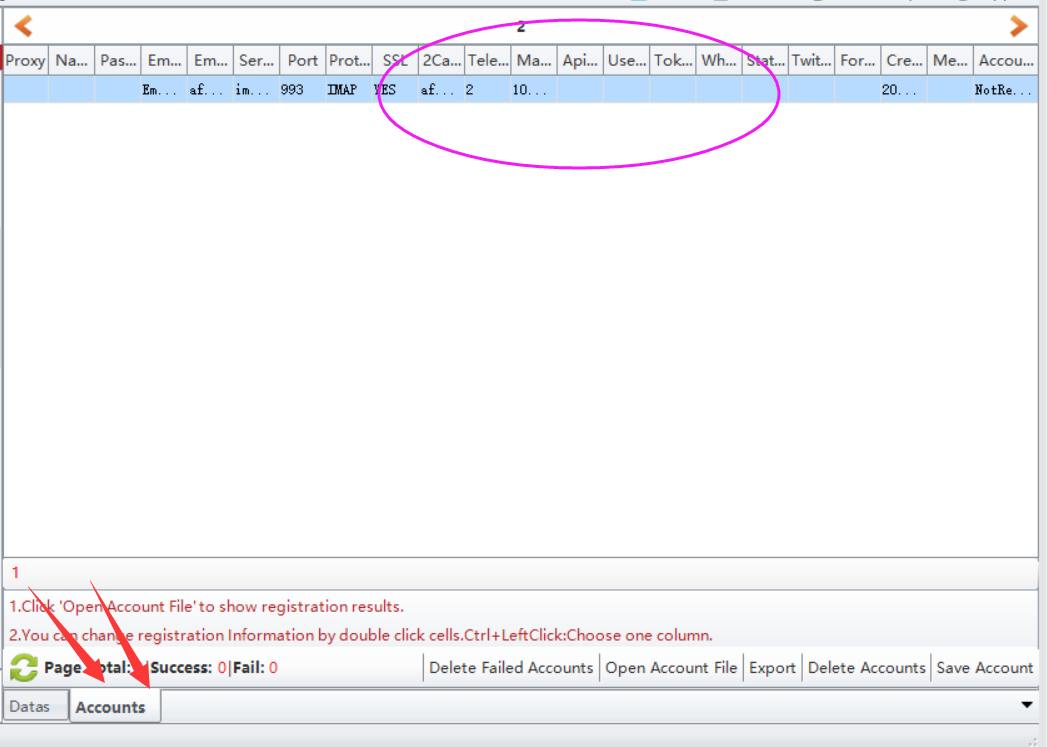 2
Proxy Na... Pas... Em... Em... Ser... Port Prot... SSL 2Ca... Tele... Ma... Api... Use... Tok... Wh... Stat... Twit... For... Cre... Me... Accou...
Em... af... im... 993 IMAP YES af... 2 10... 20... NotRe...
1
1.Click 'Open Account File' to show registration results.
2.You can change registration Information by double click cells.Ctrl+LeftClick:Choose one column.
Page Total: |Success: 0|Fail: 0 Delete Failed Accounts Open Account File Export Delete Accounts Save Account
Datas Accounts